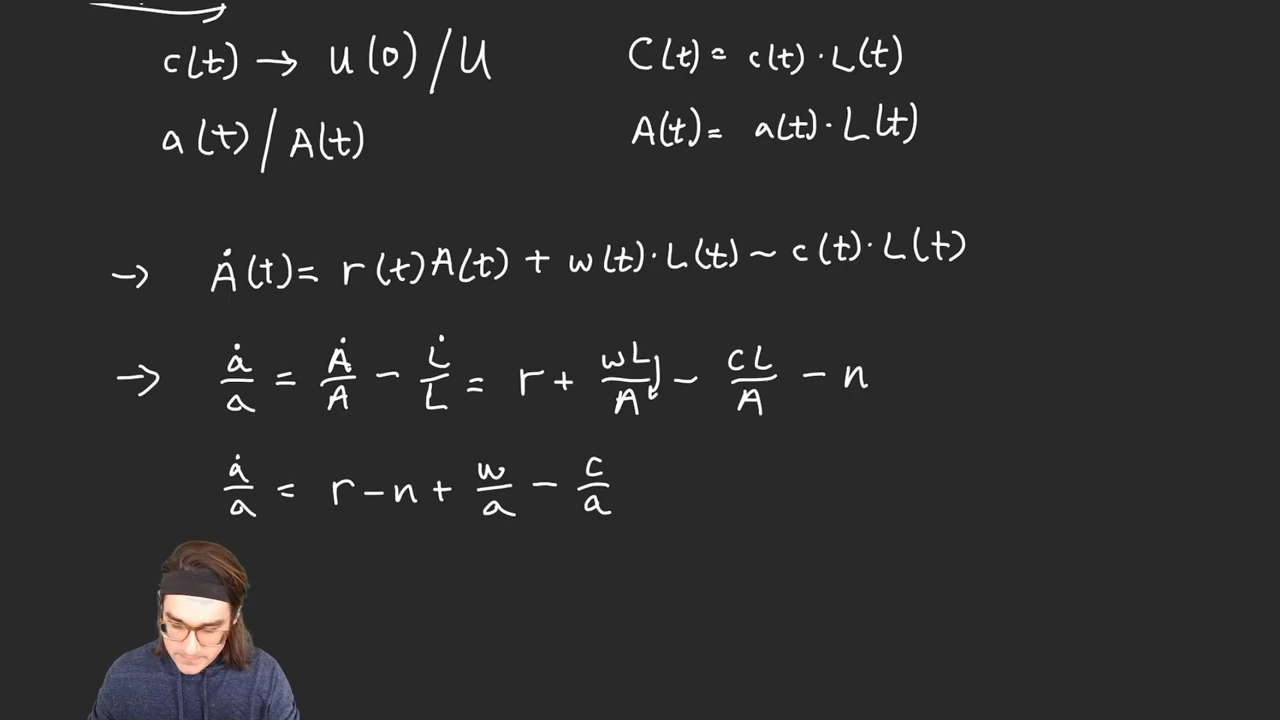 c(t) → U(0)/U
C(t) = c(t) · L(t)
a(t)/A(t)
A(t) = a(t) · L(t)
→ Ȧ(t) = r(t)A(t) + w(t) · L(t) − c(t) · L(t)
→ ȧ/a = Ȧ/A − L̇/L = r + wL/A − cL/A − n
ȧ/a = r − n + w/a − c/a